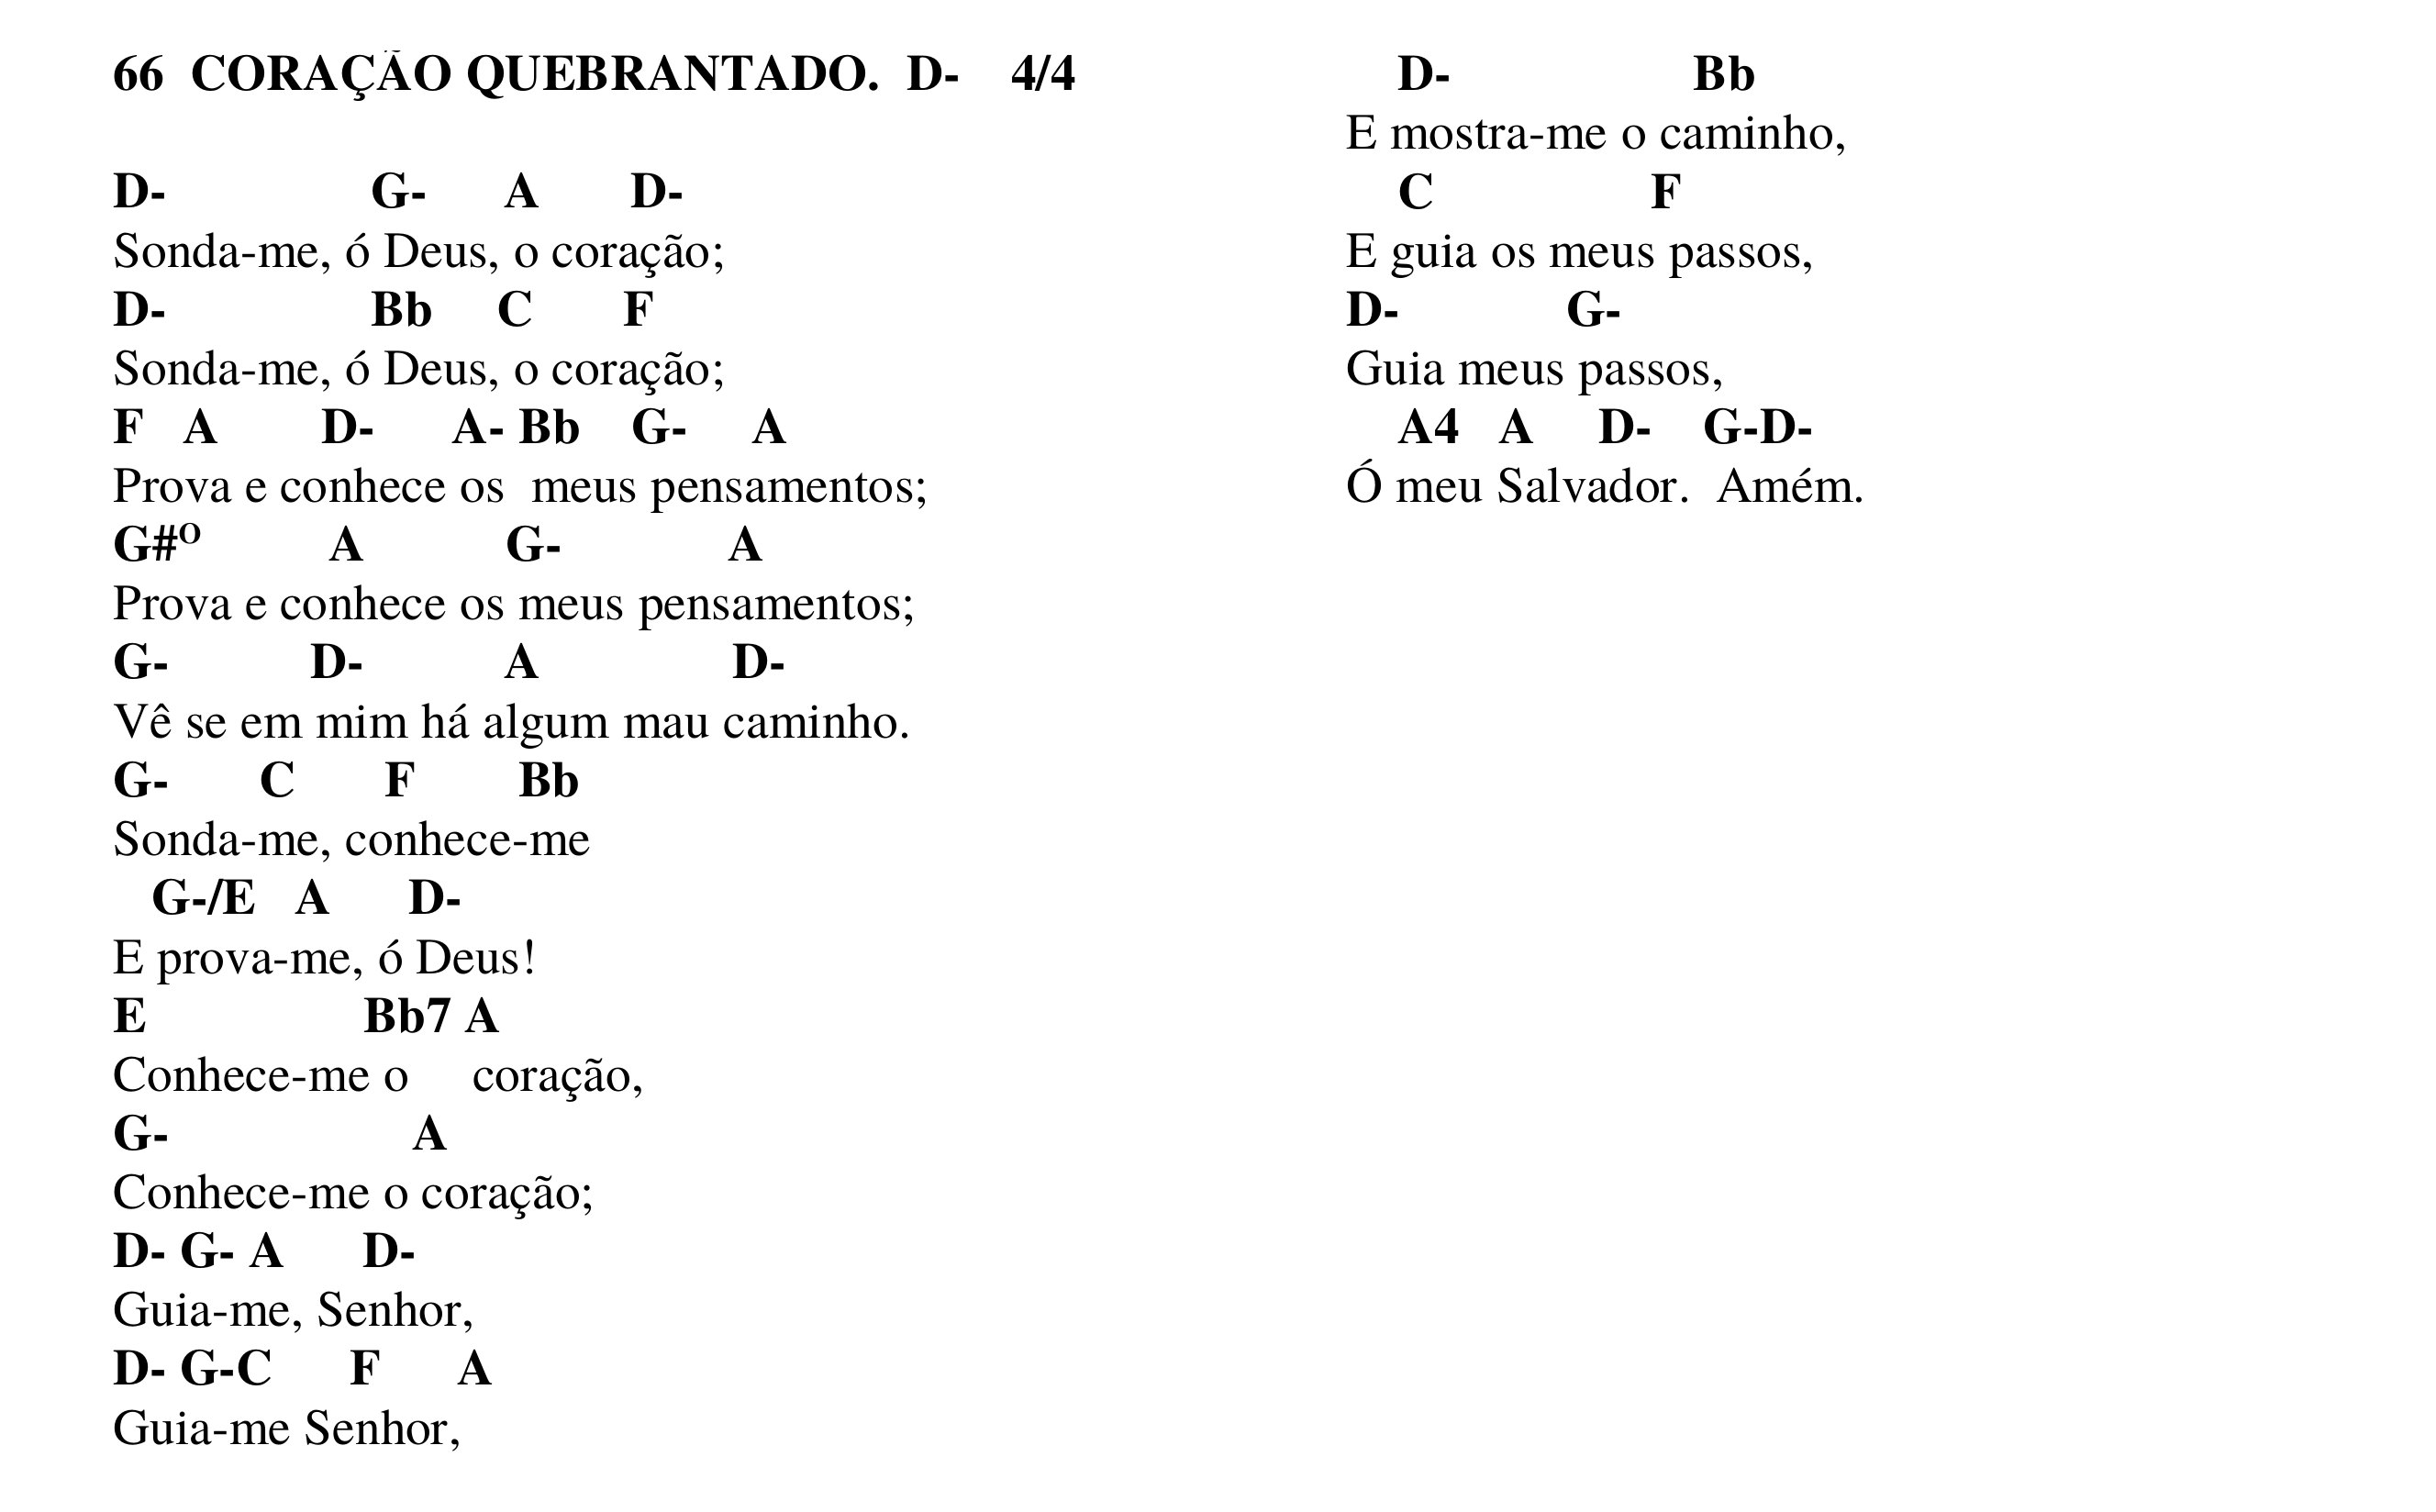 66  CORAÇÃO QUEBRANTADO.  D-    4/4
D-                G-      A       D-
Sonda-me, ó Deus, o coração;
D-                Bb     C       F
Sonda-me, ó Deus, o coração;
F   A        D-      A- Bb    G-     A
Prova e conhece os  meus pensamentos;
G#º          A           G-             A
Prova e conhece os meus pensamentos;
G-           D-           A               D-
Vê se em mim há algum mau caminho.
G-       C       F        Bb
Sonda-me, conhece-me
   G-/E   A      D-
E prova-me, ó Deus!
E                 Bb7 A
Conhece-me o     coração,
G-                   A
Conhece-me o coração;
D- G- A      D-
Guia-me, Senhor,
D- G-C      F      A
Guia-me Senhor,
    D-                   Bb
E mostra-me o caminho,
    C                 F
E guia os meus passos,
D-             G-
Guia meus passos,
    A4   A     D-    G-D-
Ó meu Salvador.  Amém.